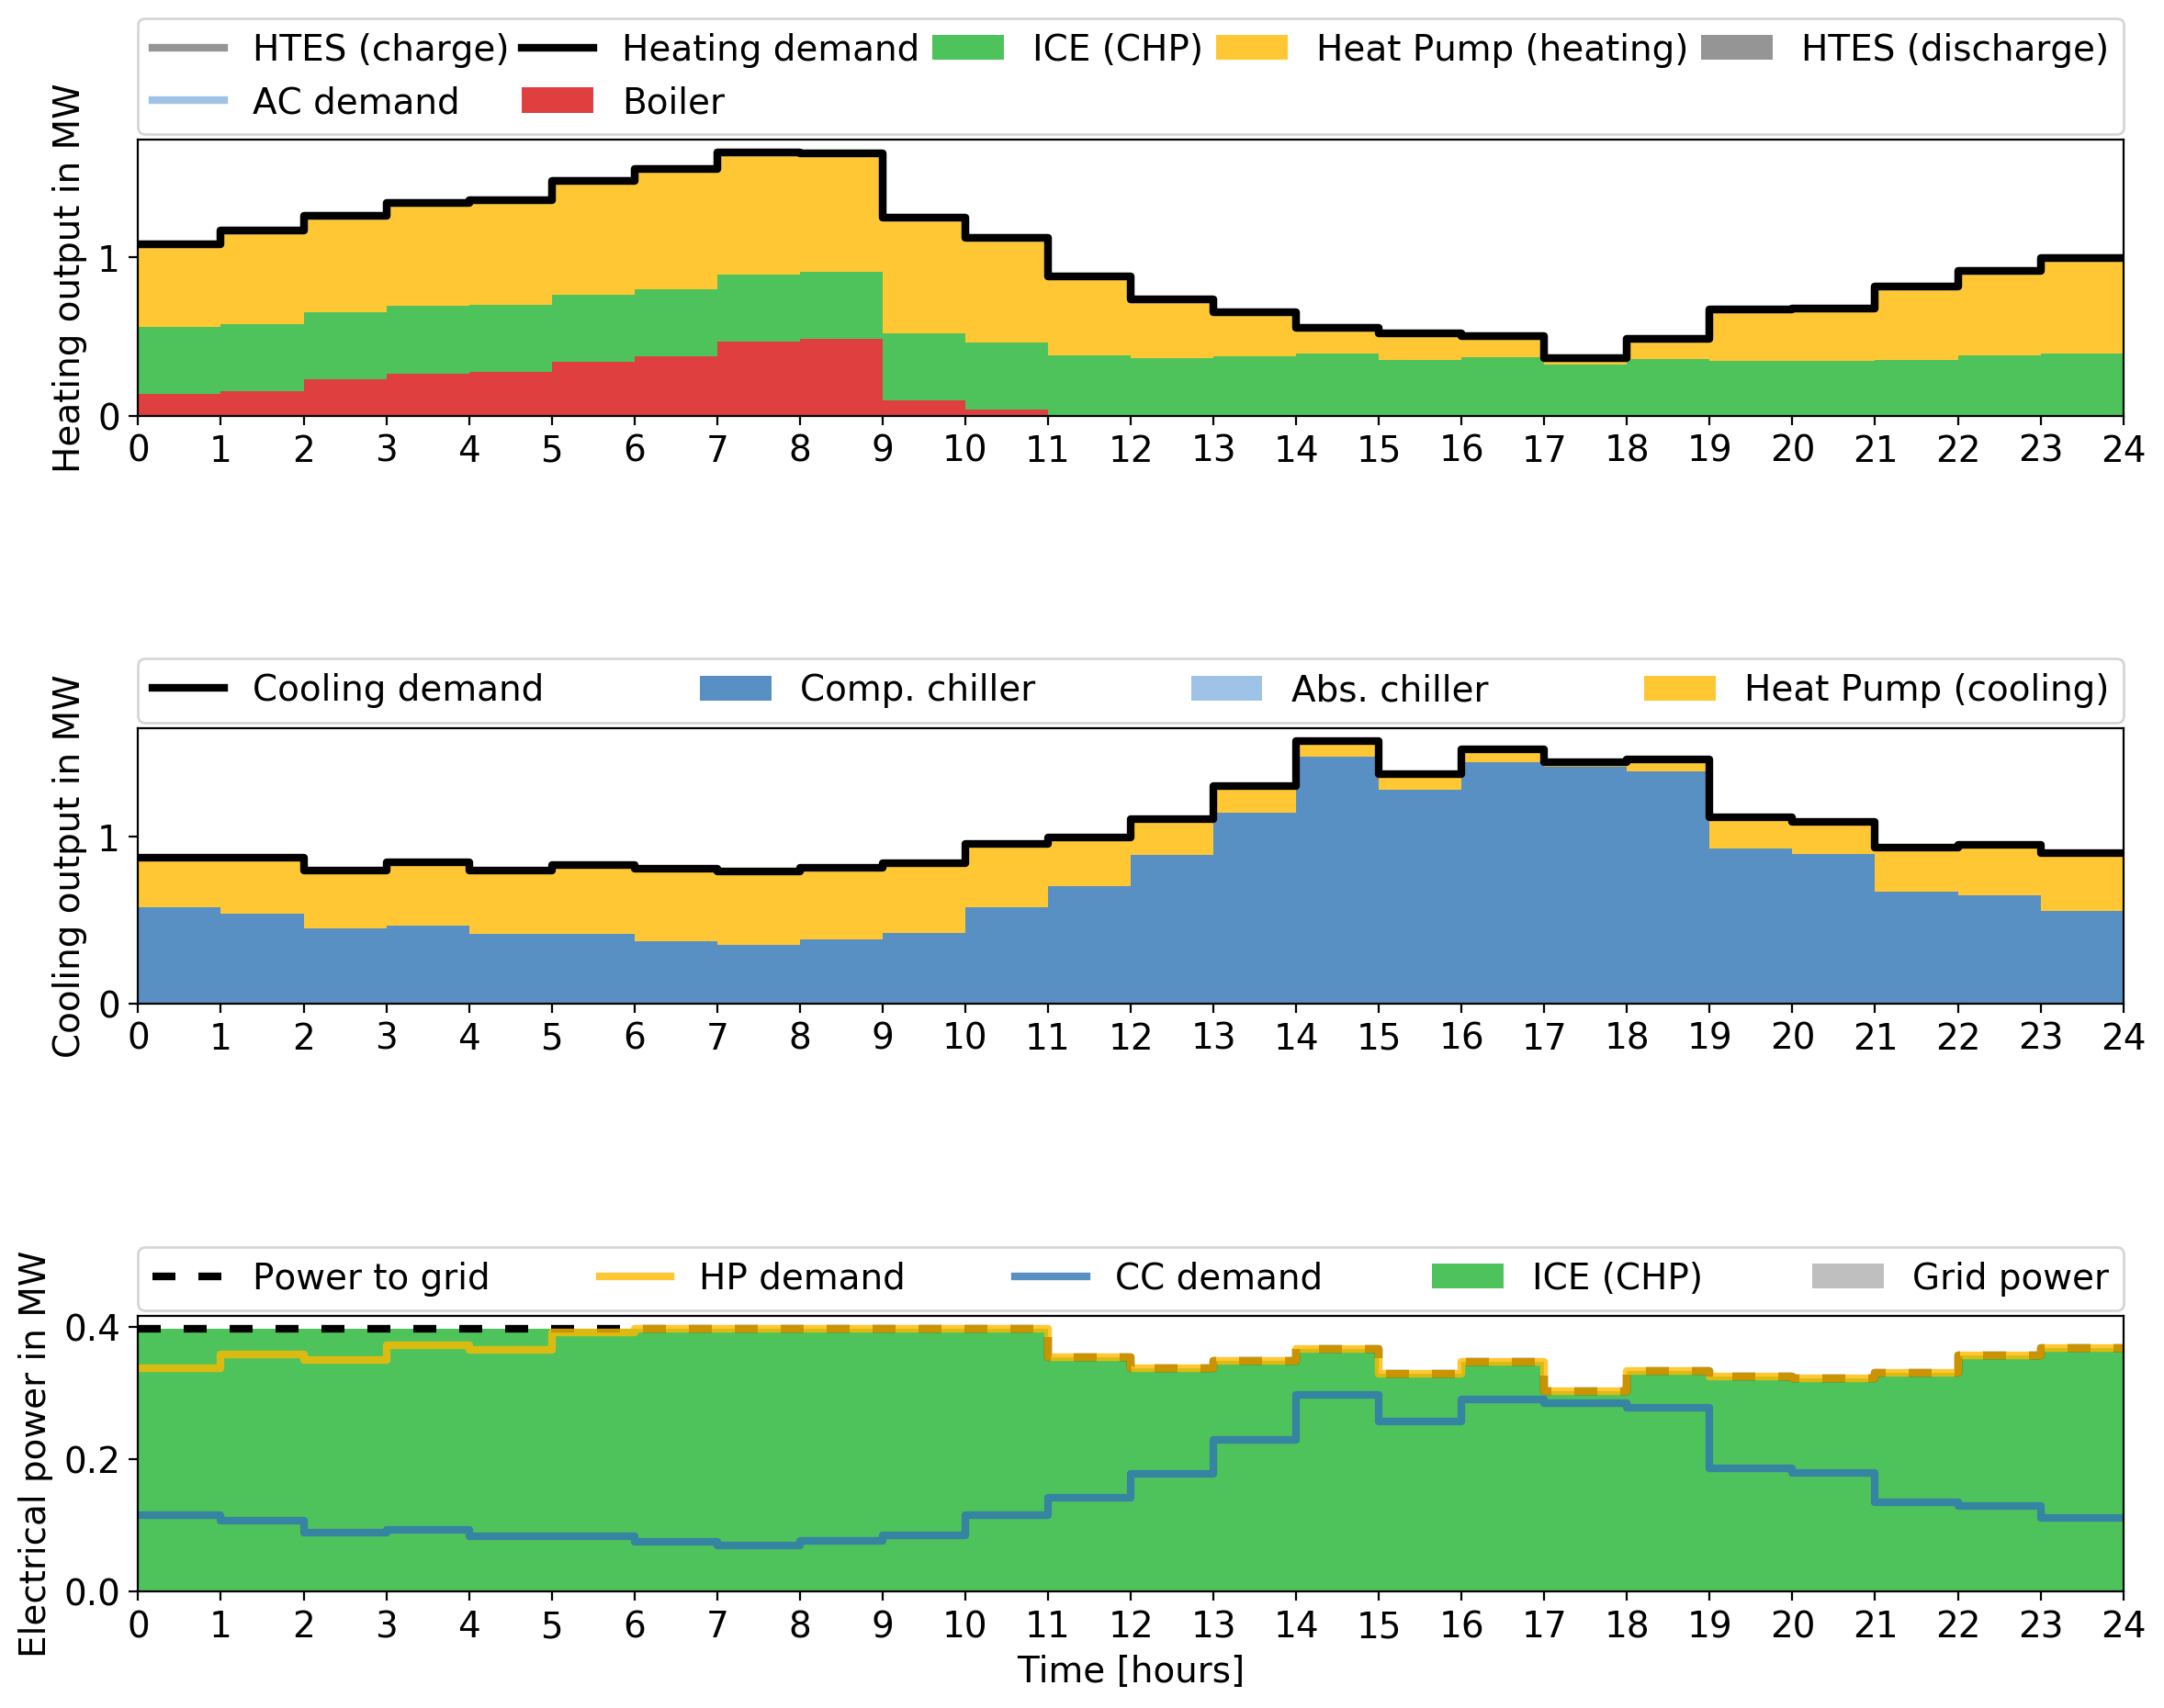 HTES (charge) Heating demand ICE (CHP) Heat Pump (heating) HTES (discharge)
AC demand Boiler
Heating output in MW
1
0
0 1 2 3 4 5 6 7 8 9 10 11 12 13 14 15 16 17 18 19 20 21 22 23 24
Cooling demand Comp. chiller Abs. chiller Heat Pump (cooling)
Cooling output in MW
1
0
0 1 2 3 4 5 6 7 8 9 10 11 12 13 14 15 16 17 18 19 20 21 22 23 24
Power to grid HP demand CC demand ICE (CHP) Grid power
Electrical power in MW
0.4
0.2
0.0
0 1 2 3 4 5 6 7 8 9 10 11 12 13 14 15 16 17 18 19 20 21 22 23 24
Time [hours]